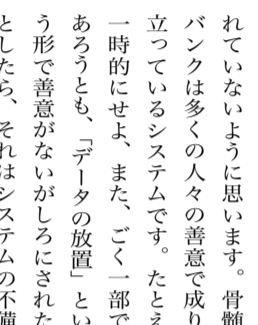 れていないように思います。骨髄
バンクは多くの人々の善意で成り
立っているシステムです。たとえ
一時的にせよ、また、ごく一部で
あろうとも、「データの放置」とい
う形で善意がないがしろにされた
としたら、それはシステムの不備